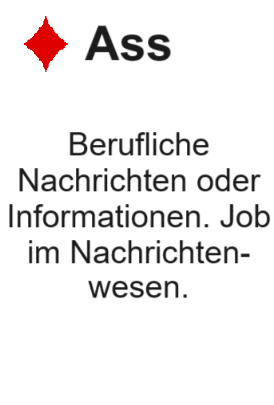 Ass
Berufliche
Nachrichten oder
Informationen. Job
im Nachrichten-
wesen.